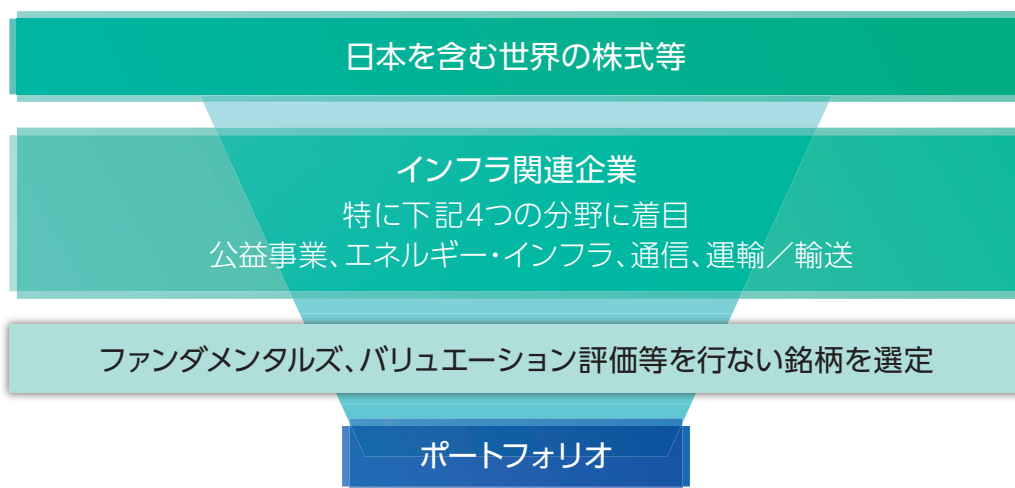 日本を含む世界の株式等
インフラ関連企業
特に下記4つの分野に着目
公益事業、エネルギー・インフラ、通信、運輸／輸送
ファンダメンタルズ、バリュエーション評価等を行ない銘柄を選定
ポートフォリオ